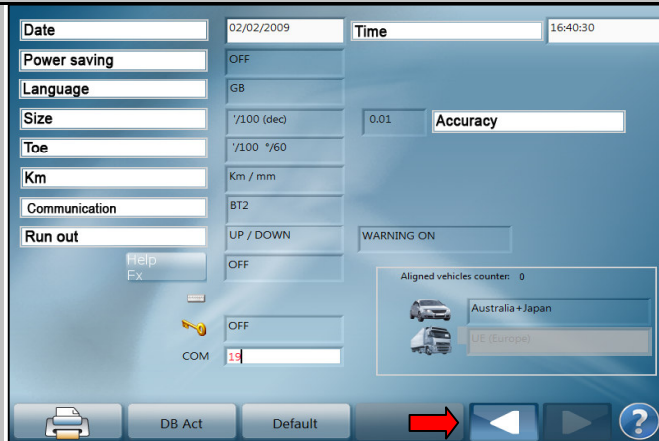 Date 02/02/2009 Time 16:40:30
Power saving OFF
Language GB
Size '/100 (dec) 0.01 Accuracy
Toe '/100 °/60
Km Km / mm
Communication BT2
Run out UP / DOWN WARNING ON
Help Fx OFF
Aligned vehicles counter: 0
Australia+Japan
OFF
UE (Europe)
COM 19
DB Act Default ?